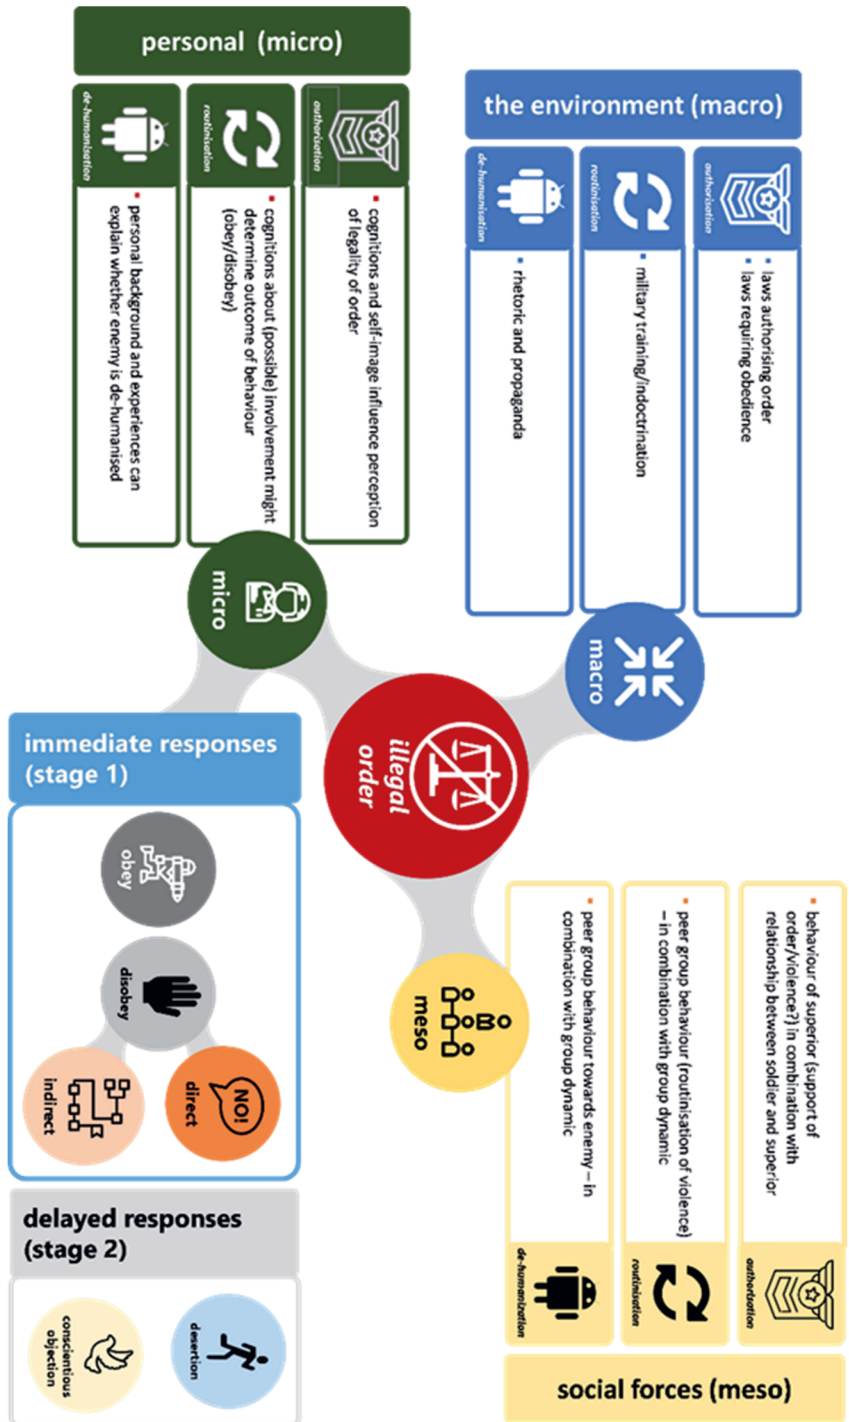 personal (micro)
authorisation
▪ cognitions and self-image influence perception
of legality of order
routinisation
▪ cognitions about (possible) involvement might
determine outcome of behaviour
(obey/disobey)
de-humanisation
▪ personal background and experiences can
explain whether enemy is de-humanised
micro
the environment (macro)
authorisation
▪ laws authorising order
▪ laws requiring obedience
routinisation
▪ military training/indoctrination
de-humanisation
▪ rhetoric and propaganda
macro
illegal
order
meso
▪ behaviour of superior (support of
order/violence?) in combination with
relationship between soldier and superior
authorisation
▪ peer group behaviour (routinisation of violence)
– in combination with group dynamic
routinisation
▪ peer group behaviour towards enemy – in
combination with group dynamic
de-humanization
social forces (meso)
immediate responses
(stage 1)
obey
disobey
NO!
direct
indirect
delayed responses
(stage 2)
desertion
conscientious
objection